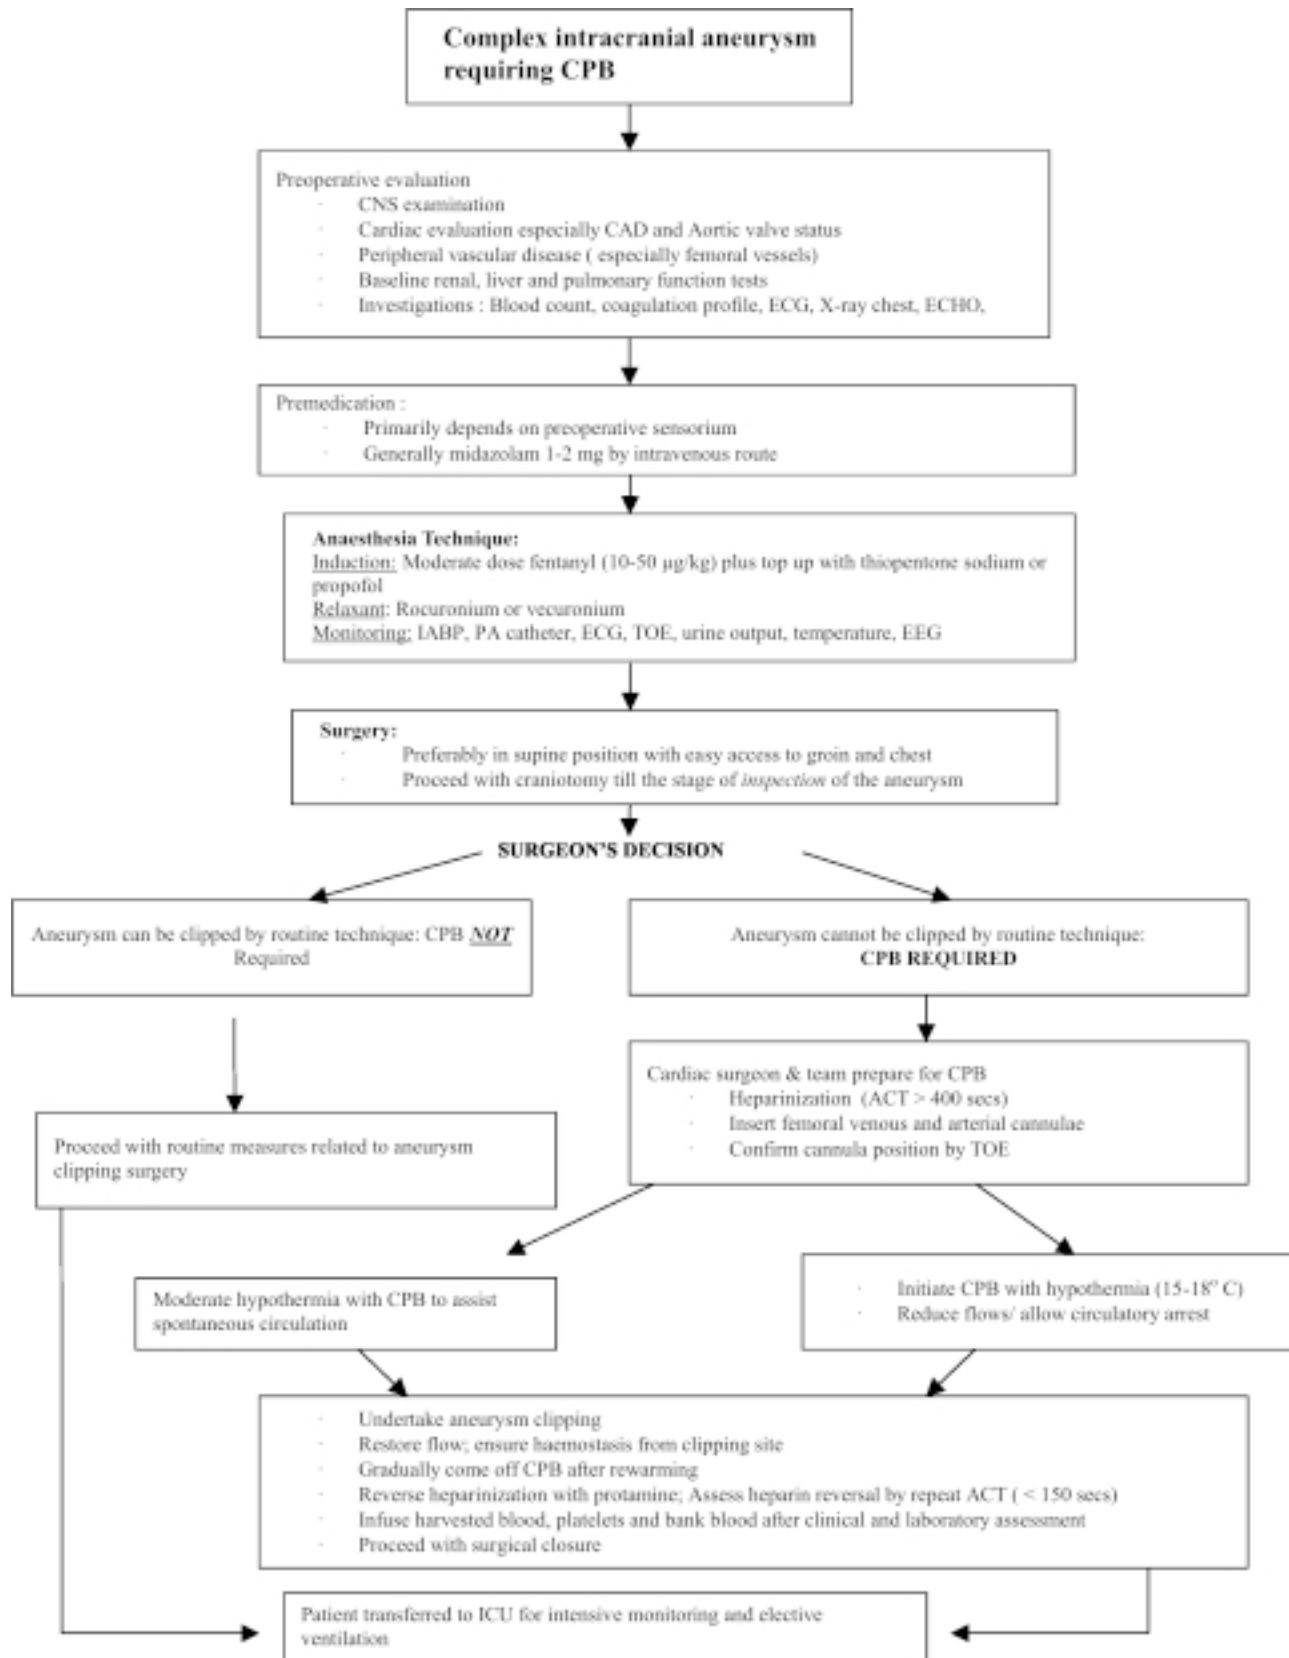 Complex intracranial aneurysm
requiring CPB
Preoperative evaluation
· CNS examination
· Cardiac evaluation especially CAD and Aortic valve status
· Peripheral vascular disease ( especially femoral vessels)
· Baseline renal, liver and pulmonary function tests
· Investigations : Blood count, coagulation profile, ECG, X-ray chest, ECHO,
Premedication :
· Primarily depends on preoperative sensorium
· Generally midazolam 1-2 mg by intravenous route
Anaesthesia Technique:
Induction: Moderate dose fentanyl (10-50 µg/kg) plus top up with thiopentone sodium or
propofol
Relaxant: Rocuronium or vecuronium
Monitoring: IABP, PA catheter, ECG, TOE, urine output, temperature, EEG
Surgery:
· Preferably in supine position with easy access to groin and chest
· Proceed with craniotomy till the stage of inspection of the aneurysm
SURGEON'S DECISION
Aneurysm can be clipped by routine technique: CPB NOT
Required
Aneurysm cannot be clipped by routine technique:
CPB REQUIRED
Cardiac surgeon & team prepare for CPB
· Heparinization (ACT > 400 secs)
· Insert femoral venous and arterial cannulae
· Confirm cannula position by TOE
Proceed with routine measures related to aneurysm
clipping surgery
Moderate hypothermia with CPB to assist
spontaneous circulation
· Initiate CPB with hypothermia (15-18° C)
· Reduce flows/ allow circulatory arrest
· Undertake aneurysm clipping
· Restore flow; ensure haemostasis from clipping site
· Gradually come off CPB after rewarming
· Reverse heparinization with protamine; Assess heparin reversal by repeat ACT ( < 150 secs)
· Infuse harvested blood, platelets and bank blood after clinical and laboratory assessment
· Proceed with surgical closure
Patient transferred to ICU for intensive monitoring and elective
ventilation